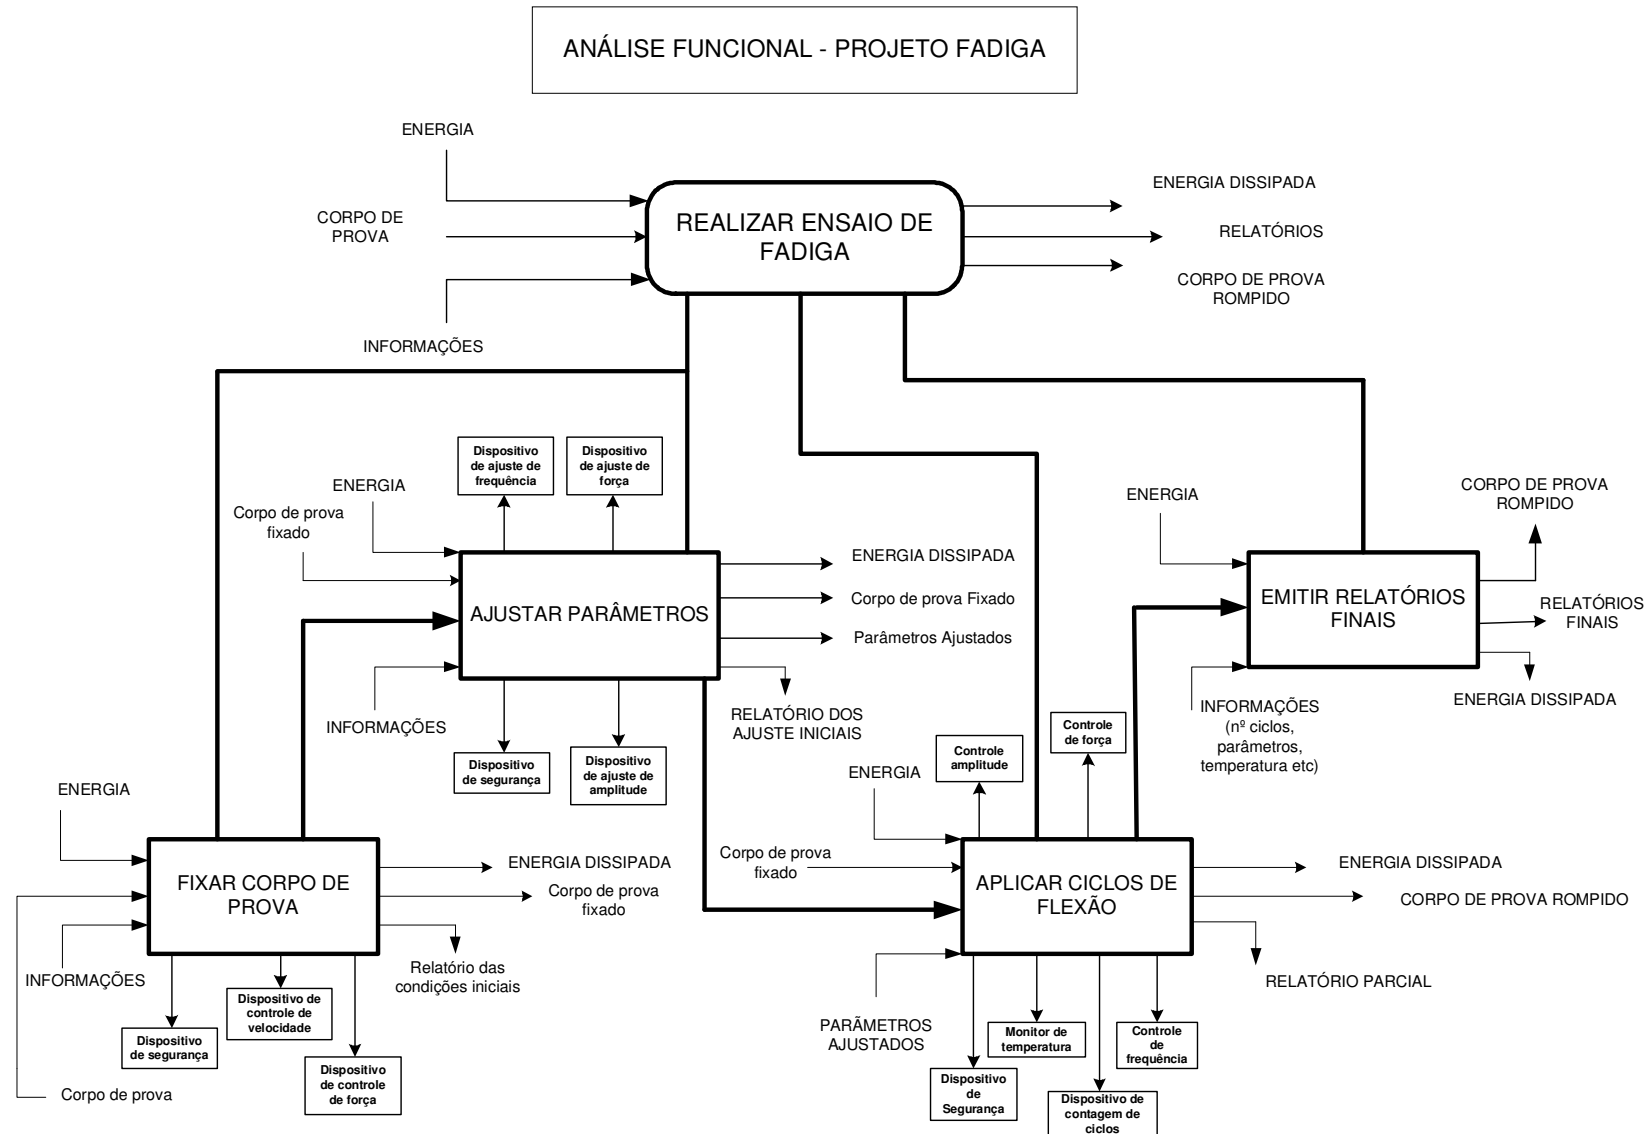 ANÁLISE FUNCIONAL - PROJETO FADIGA
ENERGIA
CORPO DE
PROVA
INFORMAÇÕES
REALIZAR ENSAIO DE
FADIGA
ENERGIA DISSIPADA
RELATÓRIOS
CORPO DE PROVA
ROMPIDO
Dispositivo
de ajuste de
frequência
Dispositivo
de ajuste de
força
ENERGIA
Corpo de prova
fixado
AJUSTAR PARÂMETROS
INFORMAÇÕES
ENERGIA DISSIPADA
Corpo de prova Fixado
Parâmetros Ajustados
RELATÓRIO DOS
AJUSTE INICIAIS
Dispositivo
de segurança
Dispositivo
de ajuste de
amplitude
ENERGIA
EMITIR RELATÓRIOS
FINAIS
CORPO DE PROVA
ROMPIDO
RELATÓRIOS
FINAIS
ENERGIA DISSIPADA
INFORMAÇÕES
(nº ciclos,
parâmetros,
temperatura etc)
ENERGIA
FIXAR CORPO DE
PROVA
INFORMAÇÕES
Corpo de prova
ENERGIA DISSIPADA
Corpo de prova
fixado
Relatório das
condições iniciais
Dispositivo
de segurança
Dispositivo de
controle de
velocidade
Dispositivo
de controle
de força
Controle
amplitude
Controle
de força
ENERGIA
Corpo de prova
fixado
APLICAR CICLOS DE
FLEXÃO
PARÃMETROS
AJUSTADOS
ENERGIA DISSIPADA
CORPO DE PROVA ROMPIDO
RELATÓRIO PARCIAL
Dispositivo
de
Segurança
Monitor de
temperatura
Dispositivo de
contagem de
ciclos
Controle
de
frequência